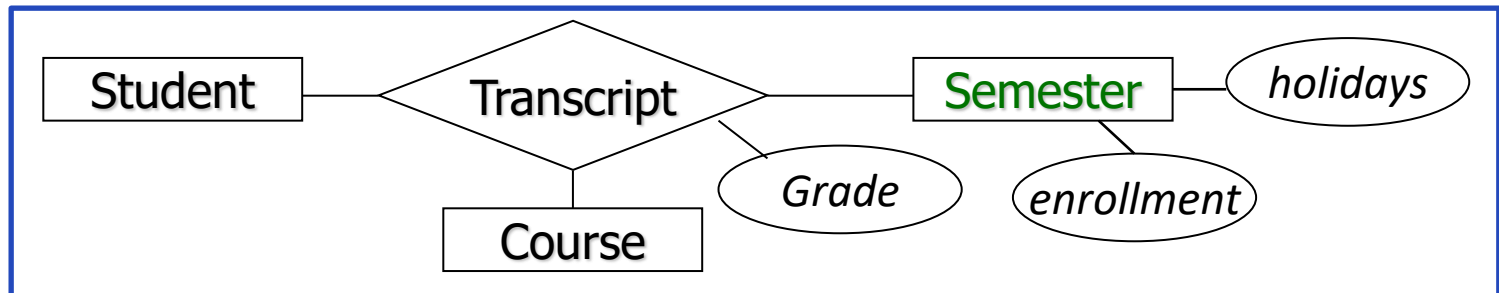 Student
Transcript
Semester
holidays
Grade
enrollment
Course